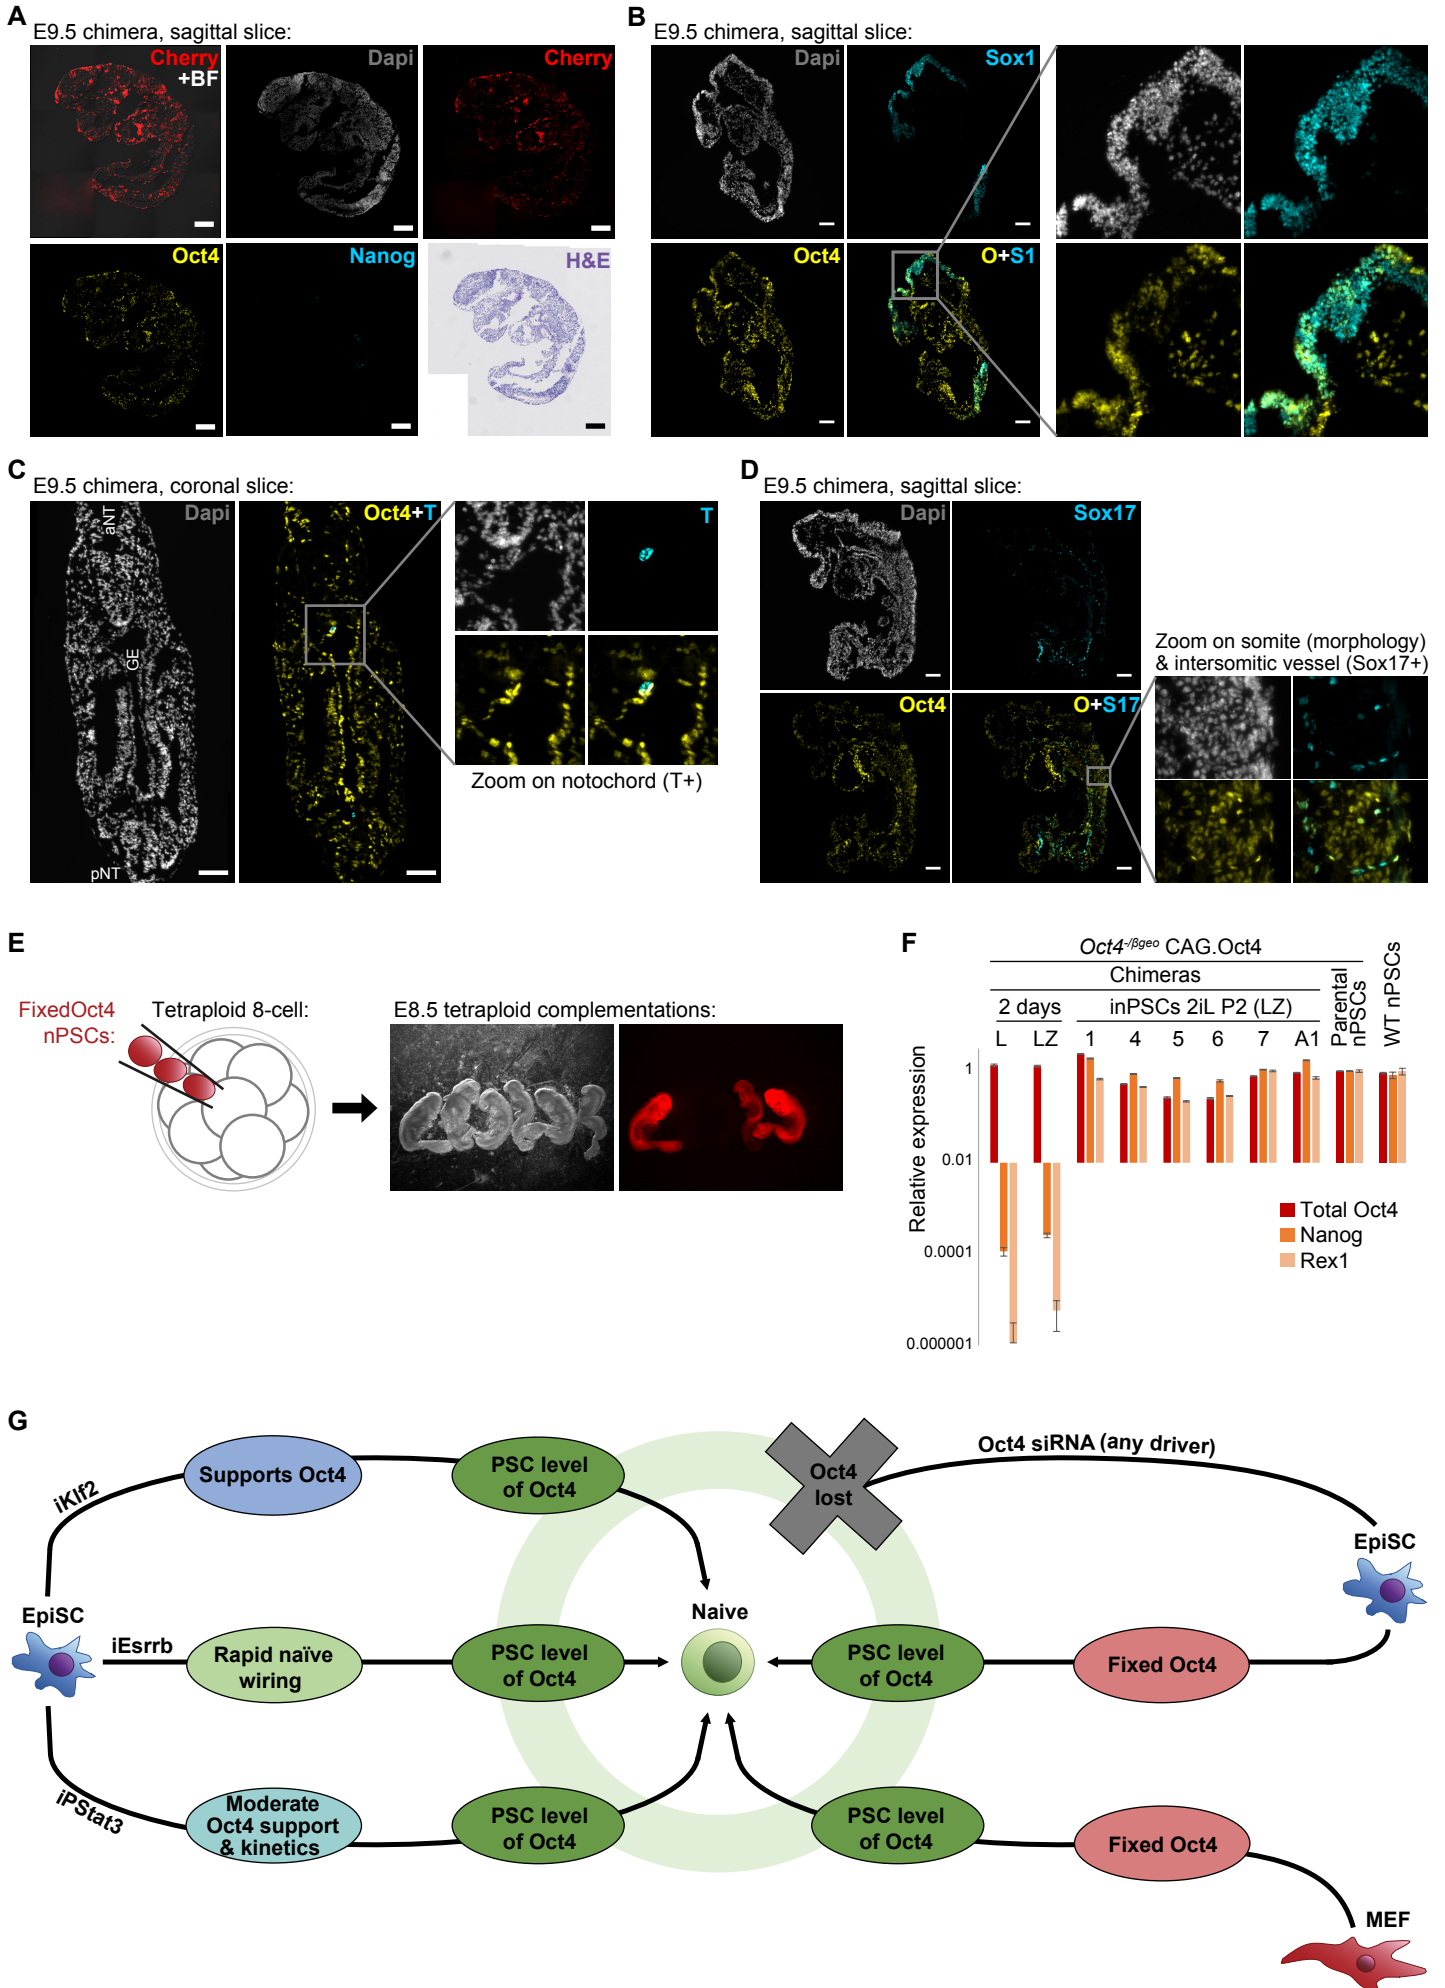 A
E9.5 chimera, sagittal slice:
Cherry
+BF
Dapi
Cherry
Oct4
Nanog
H&E
B
E9.5 chimera, sagittal slice:
Dapi
Sox1
Oct4
O+S1
C
E9.5 chimera, coronal slice:
Dapi
aNT
GE
pNT
Oct4+T
T
Zoom on notochord (T+)
D
E9.5 chimera, sagittal slice:
Dapi
Sox17
Oct4
O+S17
Zoom on somite (morphology)
& intersomitic vessel (Sox17+)
E
FixedOct4
nPSCs:
Tetraploid 8-cell:
E8.5 tetraploid complementations:
F
Oct4-/βgeo CAG.Oct4
Chimeras
2 days
inPSCs 2iL P2 (LZ)
L LZ 1 4 5 6 7 A1
Parental
nPSCs
WT nPSCs
Relative expression
1
0.01
0.0001
0.000001
Total Oct4
Nanog
Rex1
G
iKlf2
Supports Oct4
PSC level
of Oct4
Oct4
lost
Oct4 siRNA (any driver)
EpiSC
EpiSC
iEsrrb
Rapid naïve
wiring
PSC level
of Oct4
Naive
PSC level
of Oct4
Fixed Oct4
iPStat3
Moderate
Oct4 support
& kinetics
PSC level
of Oct4
PSC level
of Oct4
Fixed Oct4
MEF